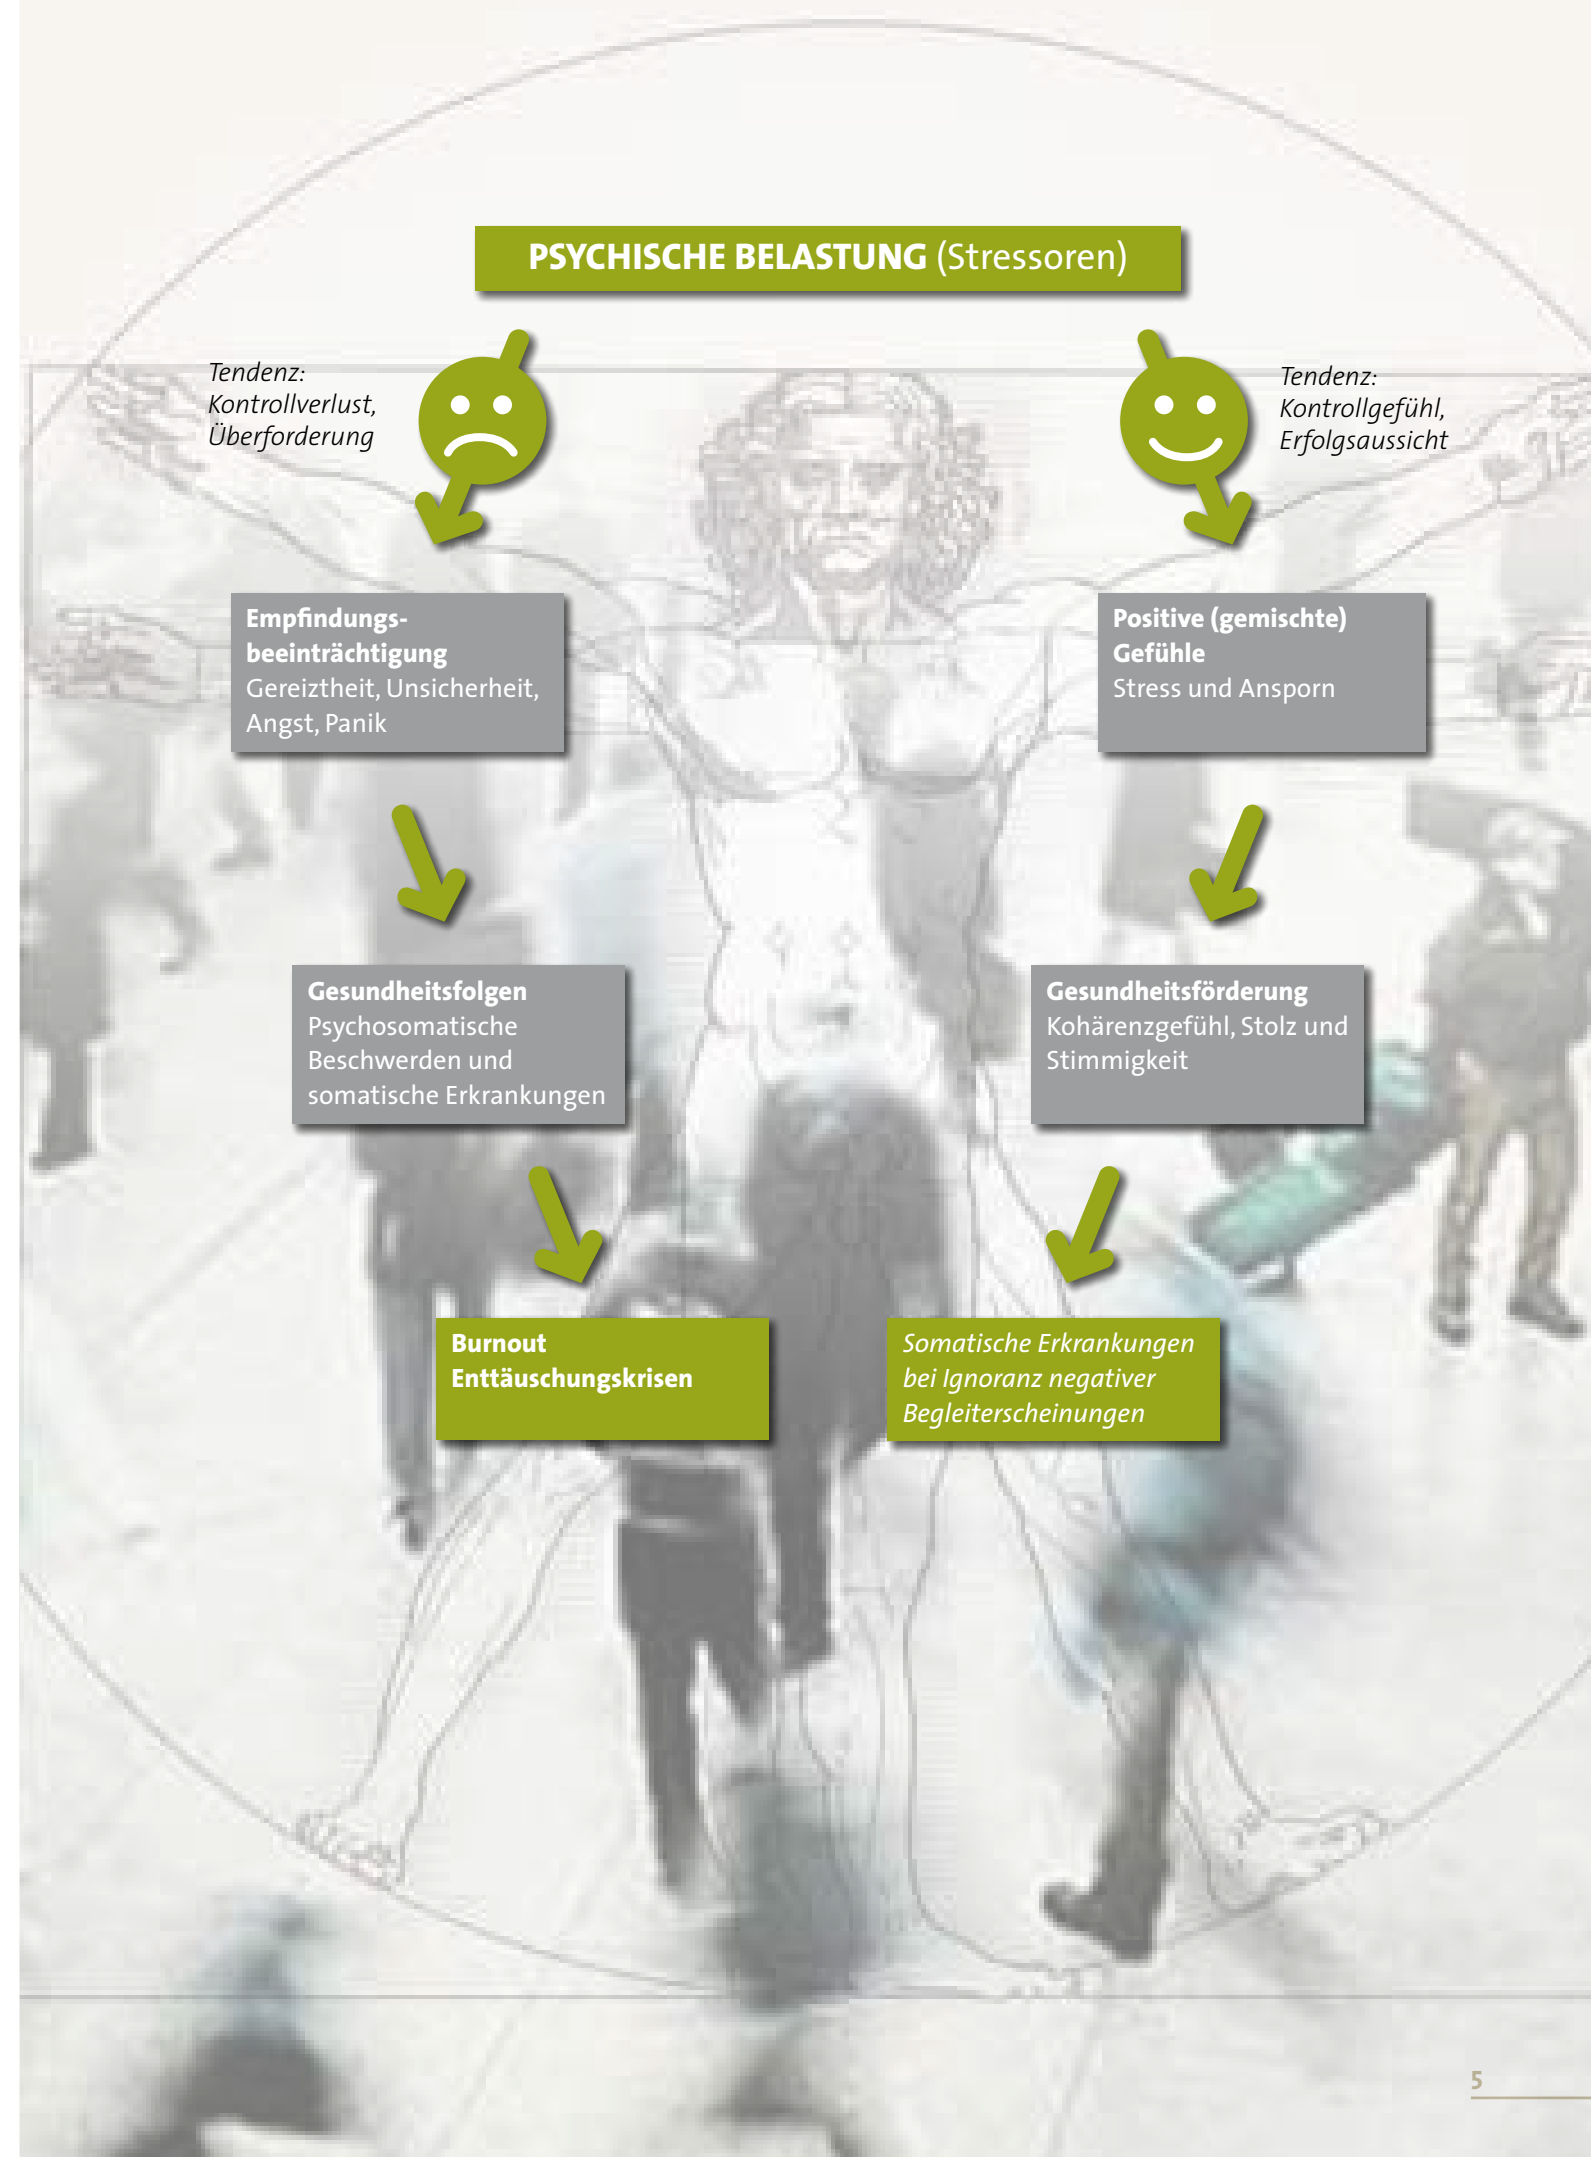 PSYCHISCHE BELASTUNG (Stressoren)
Tendenz:
Kontrollverlust,
Überforderung
Tendenz:
Kontrollgefühl,
Erfolgsaussicht
Empfindungs-
beeinträchtigung
Gereiztheit, Unsicherheit,
Angst, Panik
Positive (gemischte)
Gefühle
Stress und Ansporn
Gesundheitsfolgen
Psychosomatische
Beschwerden und
somatische Erkrankungen
Gesundheitsförderung
Kohärenzgefühl, Stolz und
Stimmigkeit
Burnout
Enttäuschungskrisen
Somatische Erkrankungen
bei Ignoranz negativer
Begleiterscheinungen
5